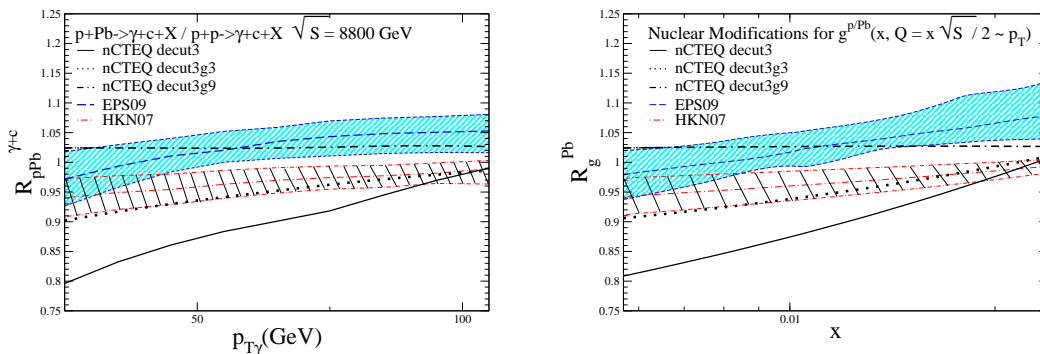 p+Pb->γ+c+X / p+p->γ+c+X √S = 8800 GeV
nCTEQ decut3
nCTEQ decut3g3
nCTEQ decut3g9
EPS09
HKN07
1.25
1.2
1.15
1.1
1.05
1
0.95
0.9
0.85
0.8
0.75
R_pPb^γ+c
50
100
p_Tγ(GeV)
Nuclear Modifications for g^p/Pb(x, Q = x √S / 2 ~ p_T)
nCTEQ decut3
nCTEQ decut3g3
nCTEQ decut3g9
EPS09
HKN07
1.25
1.2
1.15
1.1
1.05
1
0.95
0.9
0.85
0.8
0.75
R_g^Pb
0.01
x